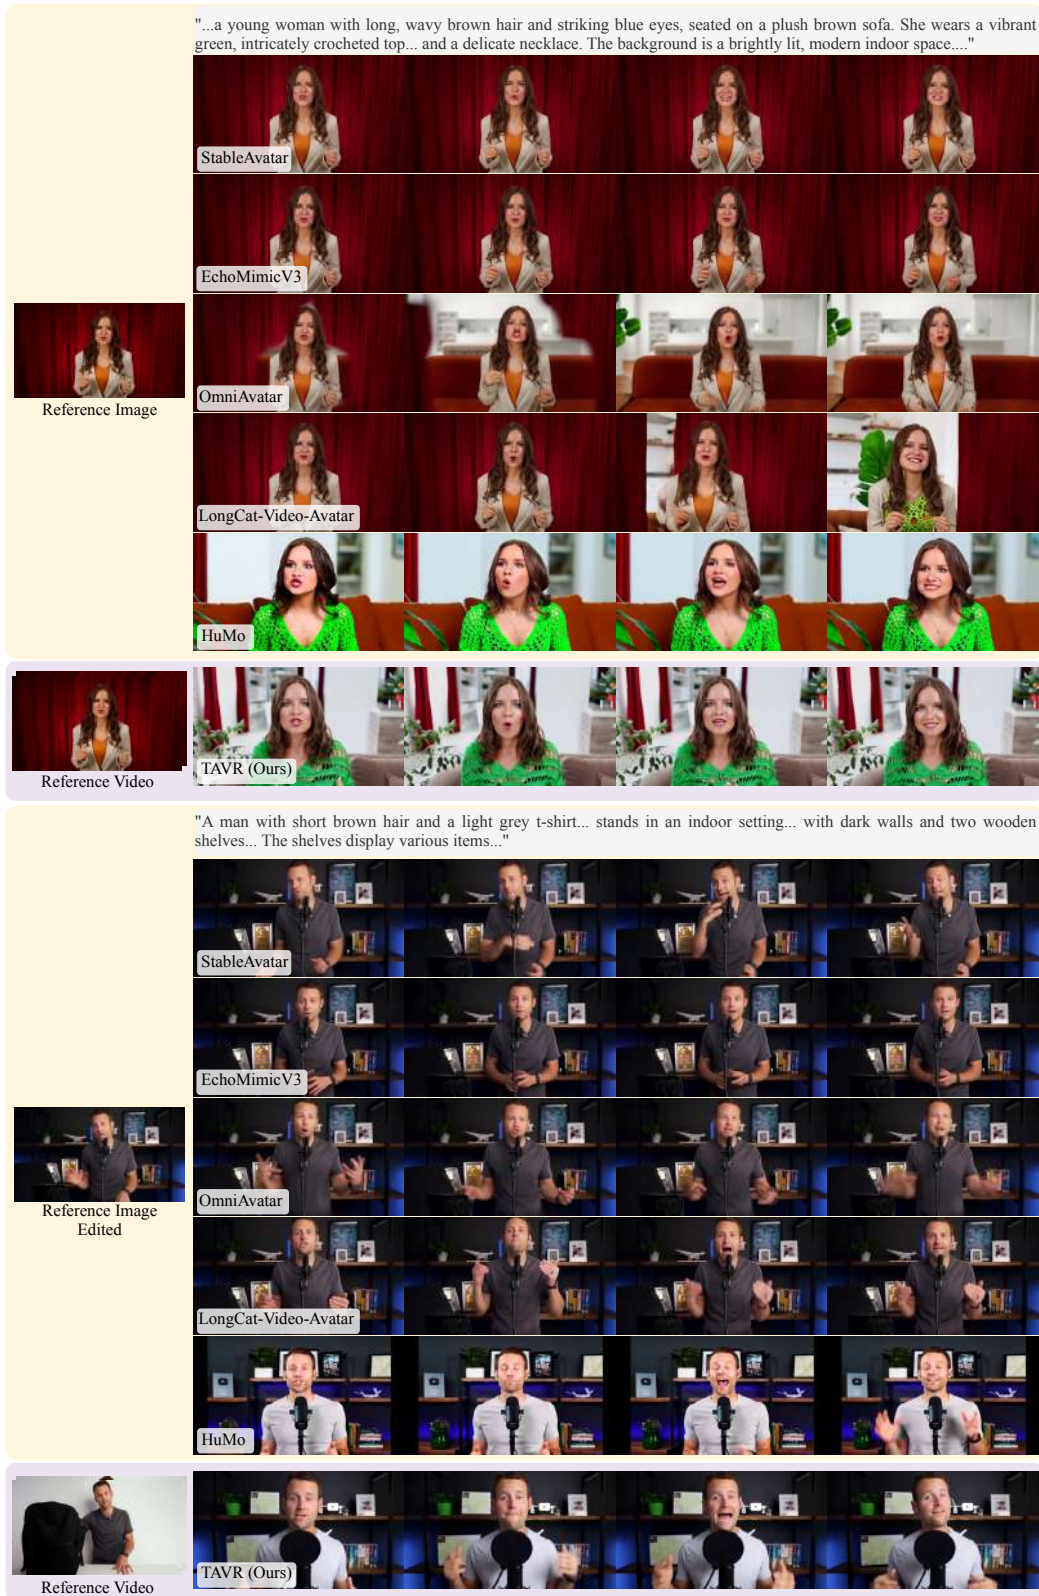 "...a young woman with long, wavy brown hair and striking blue eyes, seated on a plush brown sofa. She wears a vibrant
green, intricately crocheted top... and a delicate necklace. The background is a brightly lit, modern indoor space...."
StableAvatar
EchoMimicV3
OmniAvatar
Reference Image
LongCat-Video-Avatar
HuMo
TAVR (Ours)
Reference Video
"A man with short brown hair and a light grey t-shirt... stands in an indoor setting... with dark walls and two wooden
shelves... The shelves display various items..."
StableAvatar
EchoMimicV3
OmniAvatar
Reference Image
Edited
LongCat-Video-Avatar
HuMo
TAVR (Ours)
Reference Video